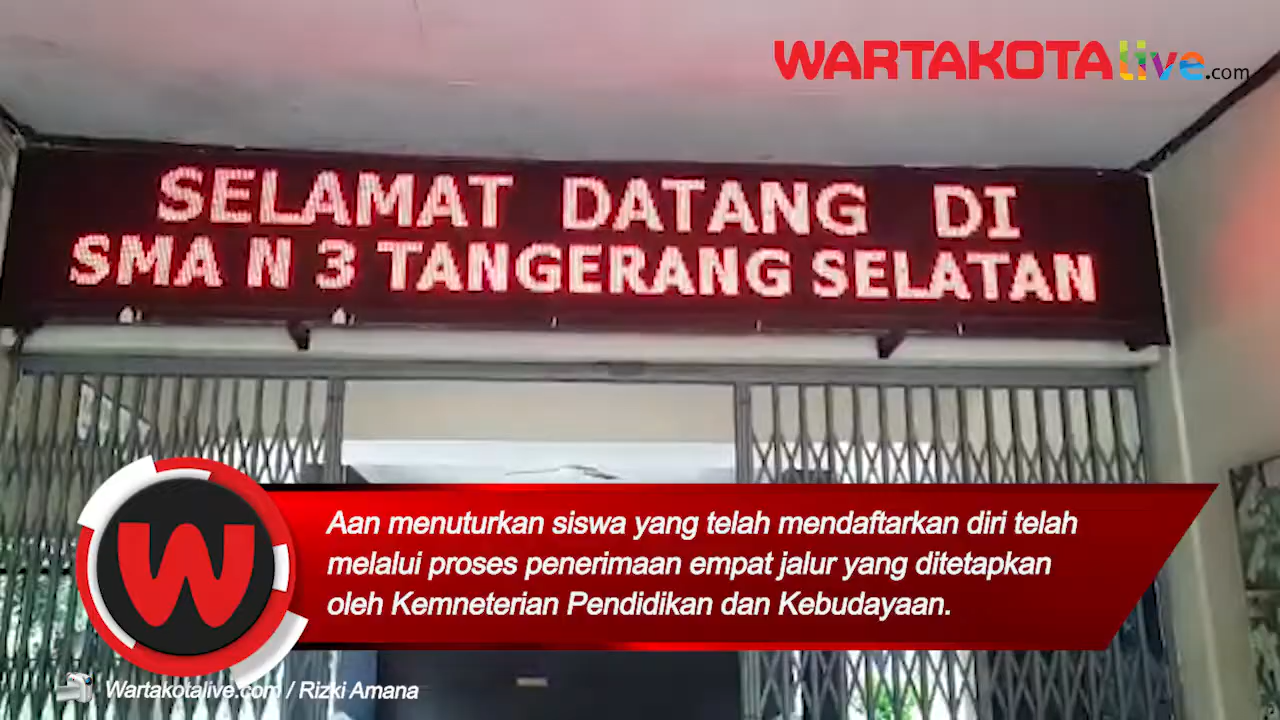 WARTAKOTAlive.com
SELAMAT DATANG DI
SMA N 3 TANGERANG SELATAN
Aan menuturkan siswa yang telah mendaftarkan diri telah
melalui proses penerimaan empat jalur yang ditetapkan
oleh Kemneterian Pendidikan dan Kebudayaan.
W
Wartakotalive.com / Rizki Amana